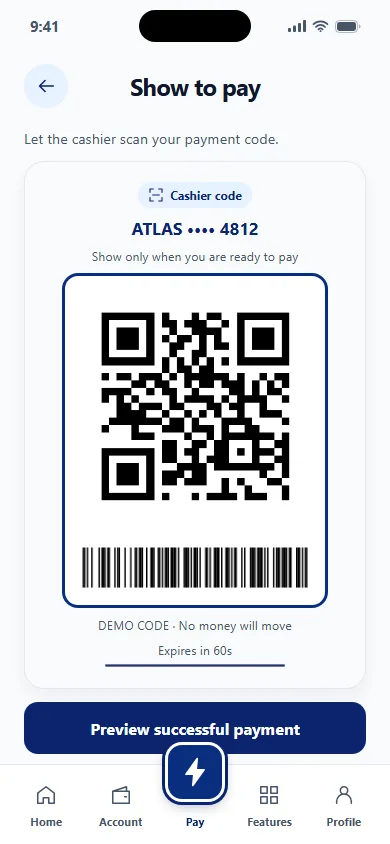 9:41
Show to pay
Let the cashier scan your payment code.
Cashier code
ATLAS •••• 4812
Show only when you are ready to pay
DEMO CODE · No money will move
Expires in 60s
Preview successful payment
Home
Account
Pay
Features
Profile